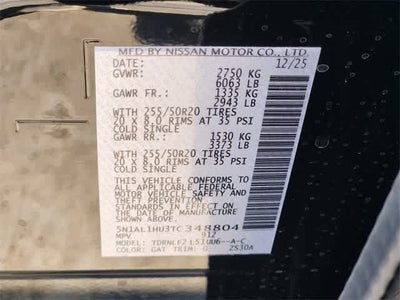 MFD BY NISSAN MOTOR CO., LTD.
DATE: 12/25
GVWR: 2750 KG
6063 LB
GAWR FR.: 1335 KG
2943 LB
WITH 255/50R20 TIRES
20 x 8.0 RIMS AT 35 PSI
COLD SINGLE
GAWR RR.: 1530 KG
3373 LB
WITH 255/50R20 TIRES
20 x 8.0 RIMS AT 35 PSI
COLD SINGLE
THIS VEHICLE CONFORMS TO
ALL APPLICABLE FEDERAL
MOTOR VEHICLE SAFETY AND
THEFT PREVENTION
STANDARDS IN EFFECT ON
THE DATE OF MANUFACTURE
SHOWN ABOVE.
5N1AL1HU3TC348804
MPV 912
MODEL:
COLOR: GAT TRIM: G ZS30A